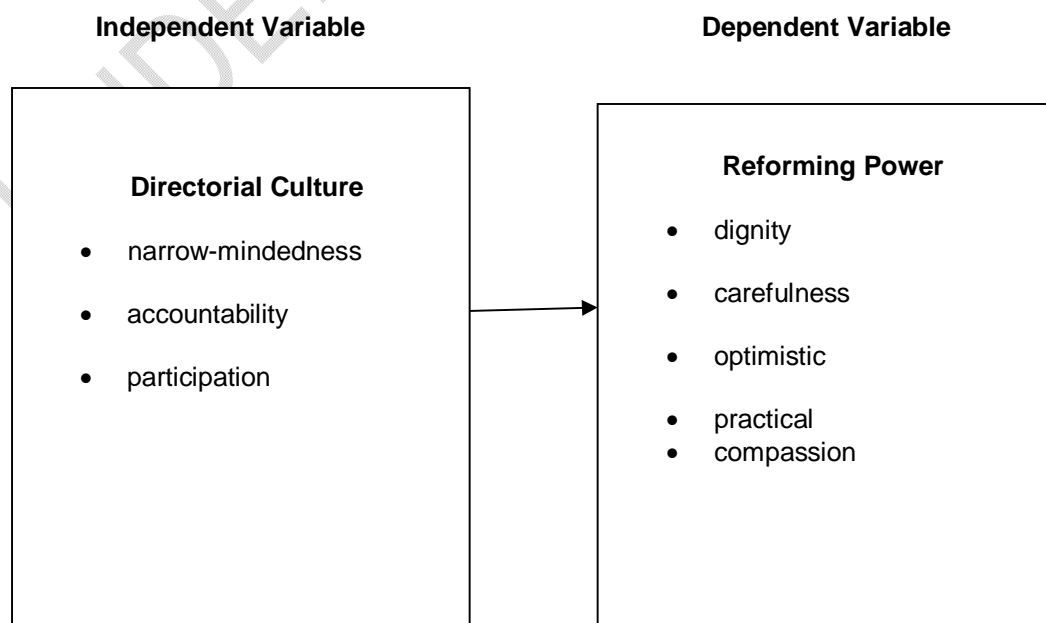 Independent Variable
Dependent Variable
Directorial Culture
• narrow-mindedness
• accountability
• participation
Reforming Power
• dignity
• carefulness
• optimistic
• practical
• compassion